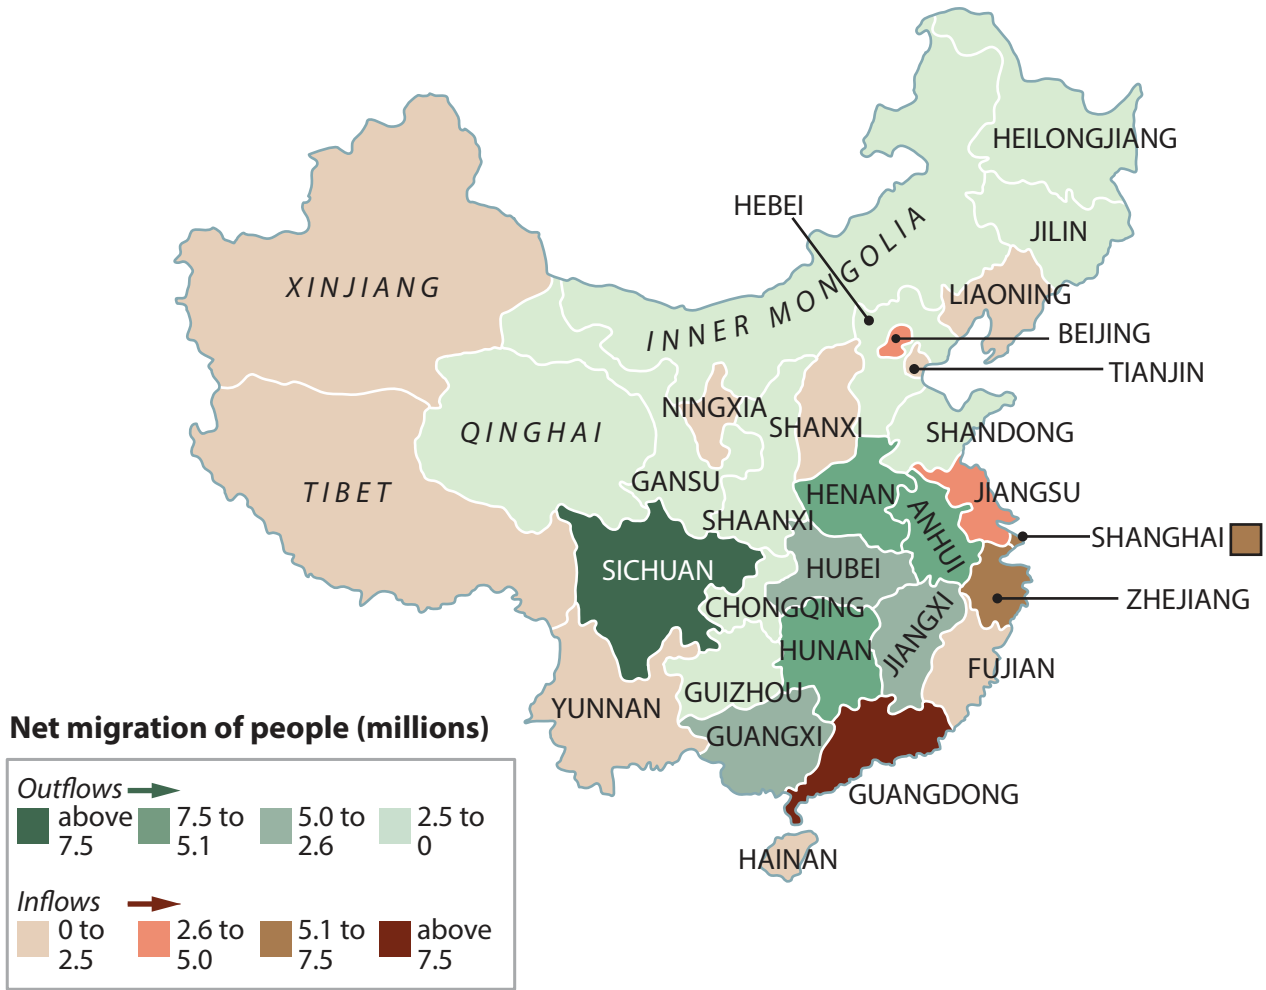 HEILONGJIANG
HEBEI
JILIN
INNER MONGOLIA
XINJIANG
LIAONING
BEIJING
TIANJIN
NINGXIA
SHANXI
QINGHAI
SHANDONG
GANSU
TIBET
HENAN
JIANGSU
SHAANXI
ANHUI
SHANGHAI
SICHUAN
HUBEI
CHONGQING
ZHEJIANG
JIANGXI
HUNAN
FUJIAN
GUIZHOU
YUNNAN
GUANGXI
GUANGDONG
HAINAN
Net migration of people (millions)
Outflows
above 7.5 to 5.0 to 2.5 to
7.5 5.1 2.6 0
Inflows
0 to 2.6 to 5.1 to above
2.5 5.0 7.5 7.5